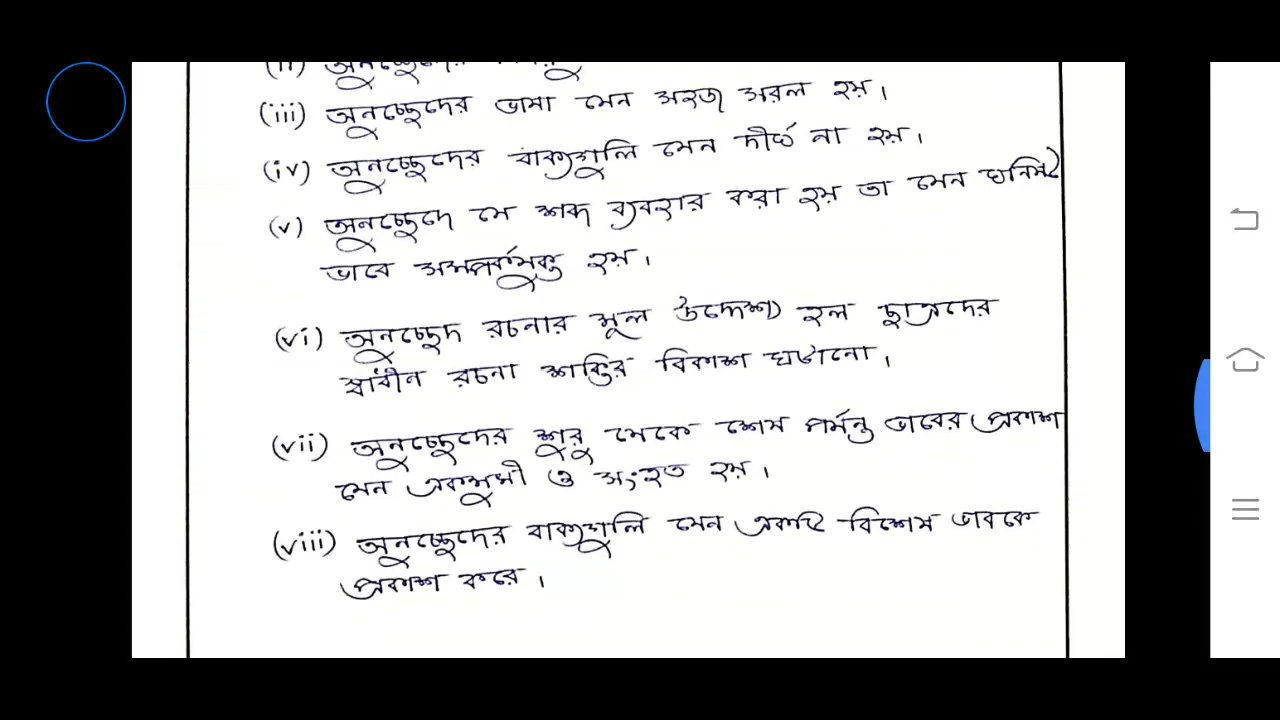 (ii) অনুচ্ছেদের
(iii) অনুচ্ছেদের ভাষা যেন সহজ সরল হয়।
(iv) অনুচ্ছেদের বাক্যগুলি যেন দীর্ঘ না হয়।
(v) অনুচ্ছেদে যে শব্দ ব্যবহার করা হয় তা যেন ঘনিষ্ট
ভাবে সম্পর্কযুক্ত হয়।
(vi) অনুচ্ছেদ রচনার মূল উদ্দেশ্য হল ছাত্রদের
স্বাধীন রচনা শক্তির বিকাশ ঘটানো।
(vii) অনুচ্ছেদের শুরু থেকে শেষ পর্যন্ত ভাবের প্রকাশ
যেন একমুখী ও সংহত হয়।
(viii) অনুচ্ছেদের বাক্যগুলি যেন একটি বিশেষ ভাবকে
প্রকাশ করে।